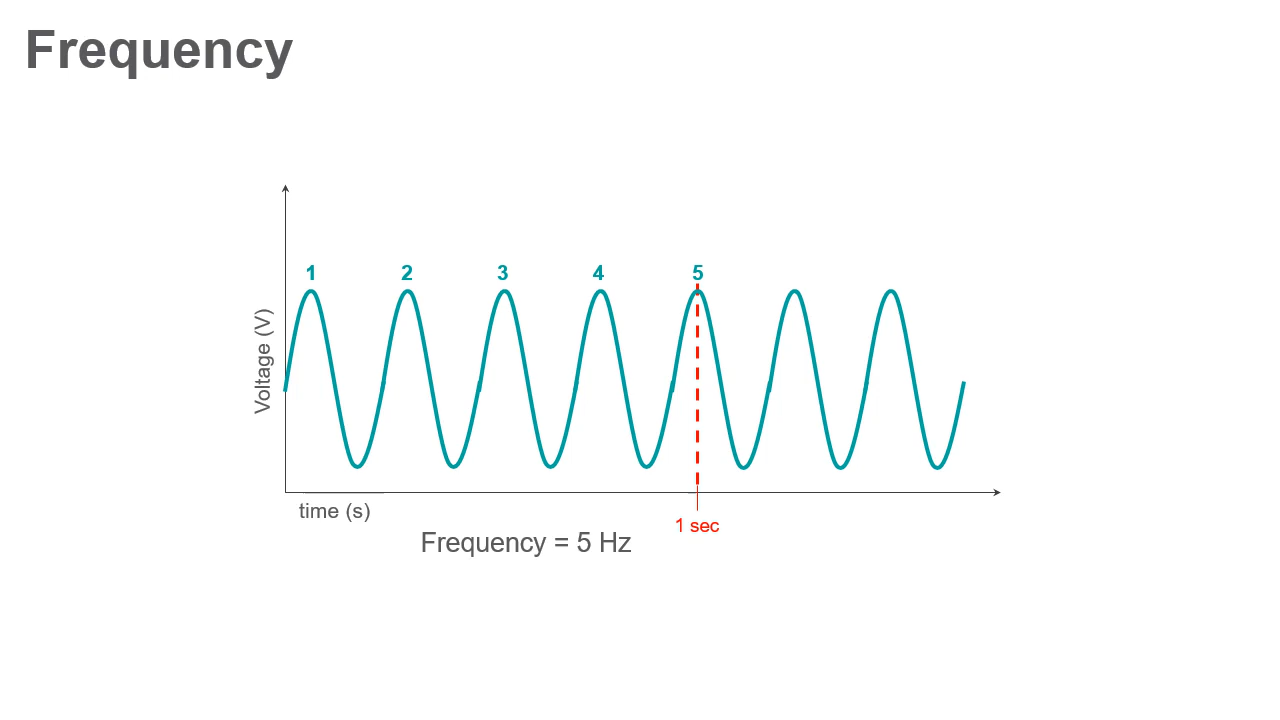 Frequency
1 2 3 4 5
Voltage (V)
time (s)
1 sec
Frequency = 5 Hz